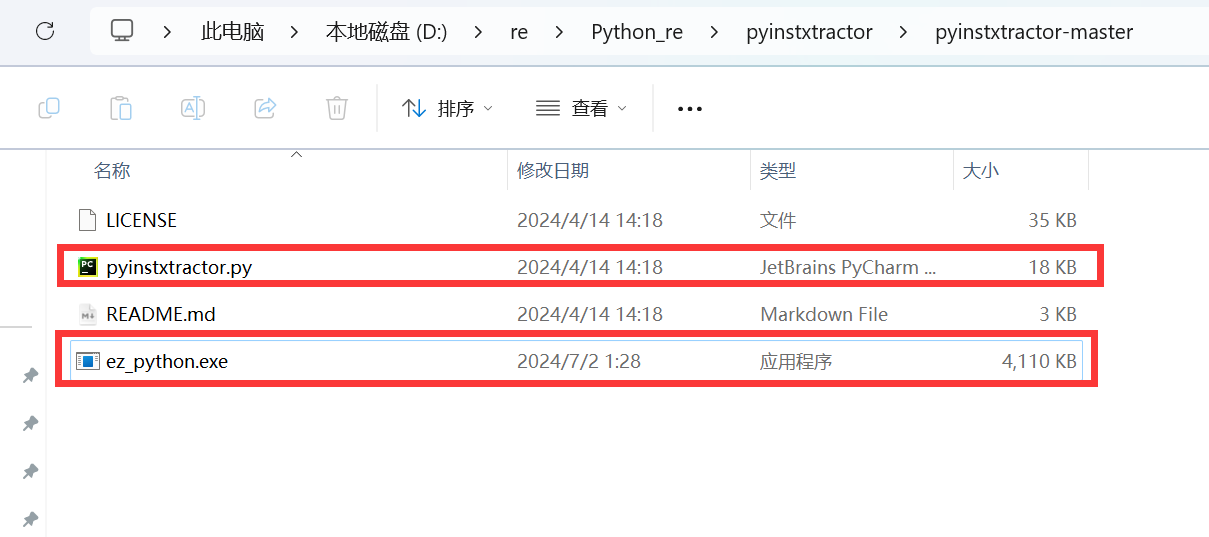 此电脑 > 本地磁盘 (D:) > re > Python_re > pyinstxtractor > pyinstxtractor-master
排序 查看
名称 修改日期 类型 大小
LICENSE 2024/4/14 14:18 文件 35 KB
PC pyinstxtractor.py 2024/4/14 14:18 JetBrains PyCharm ... 18 KB
README.md 2024/4/14 14:18 Markdown File 3 KB
ez_python.exe 2024/7/2 1:28 应用程序 4,110 KB